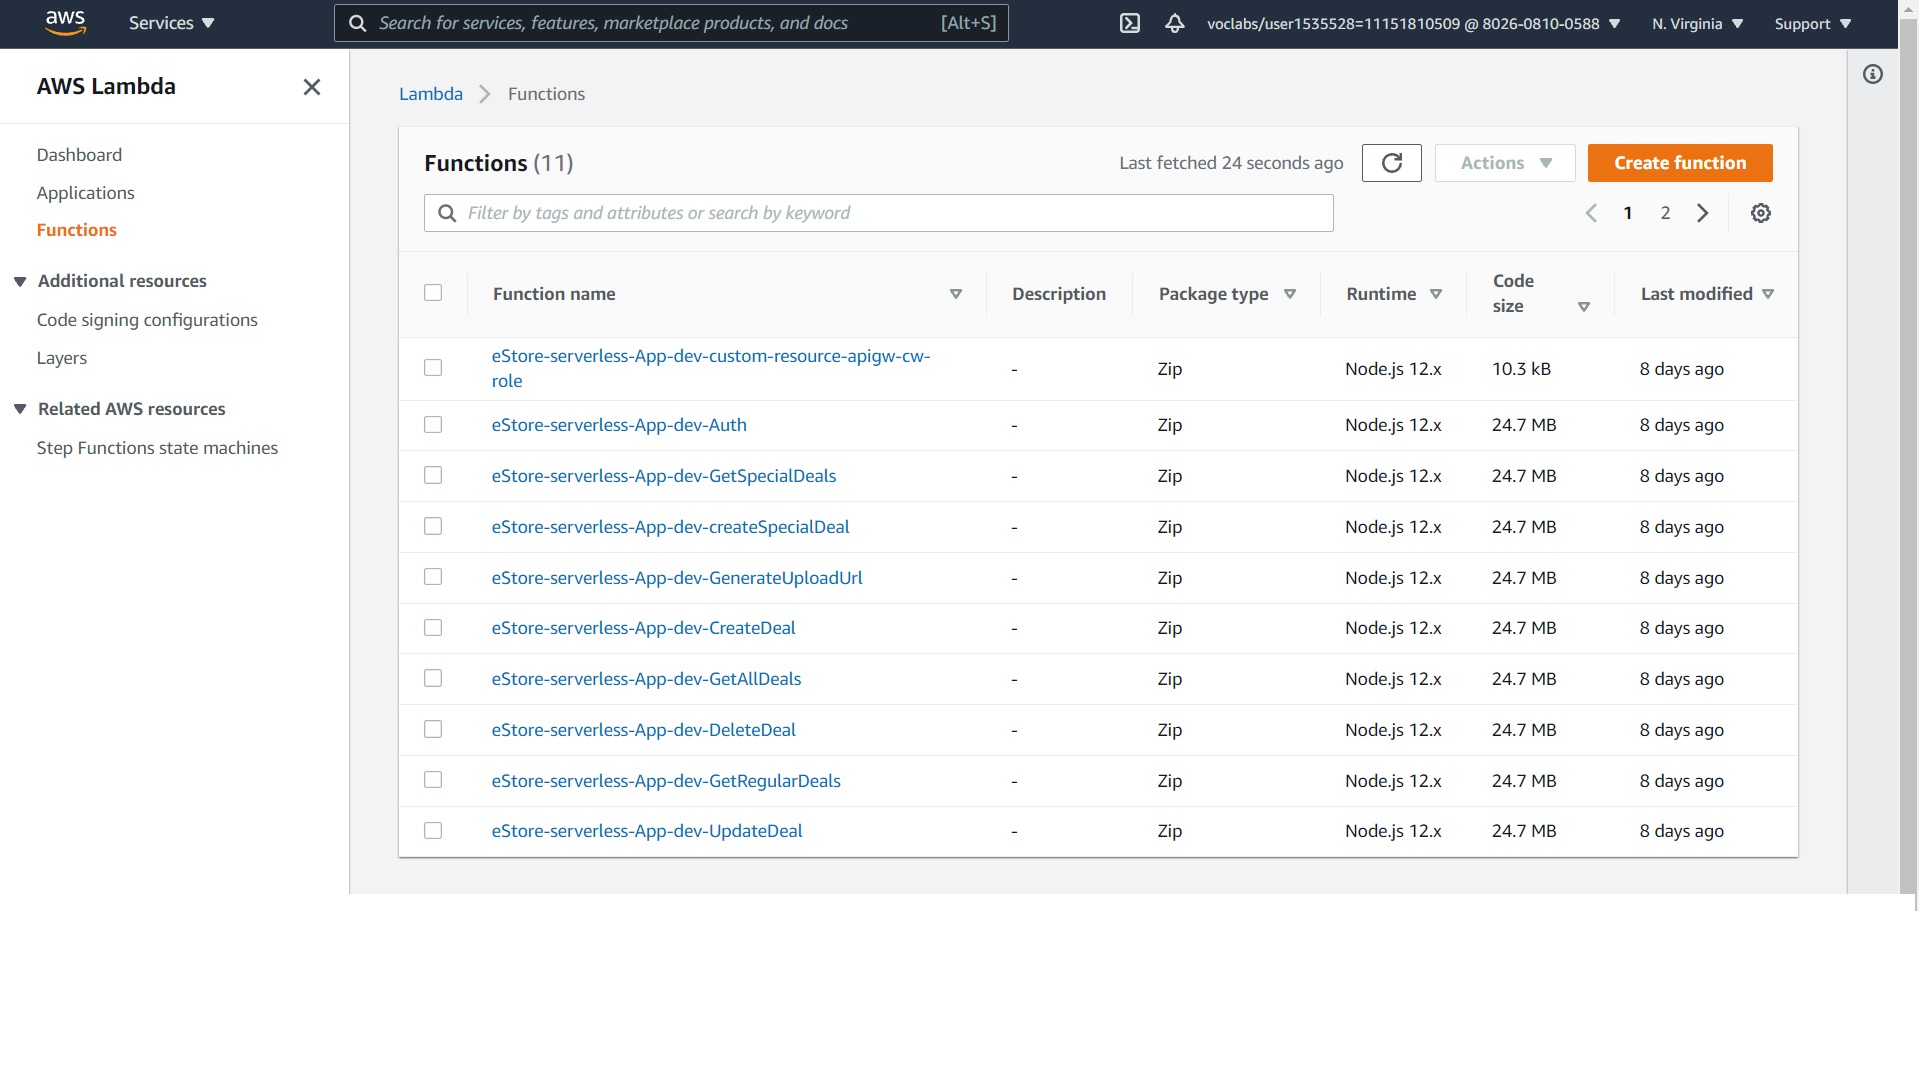 aws
Services
Search for services, features, marketplace products, and docs [Alt+S]
voclabs/user1535528=11151810509 @ 8026-0810-0588
N. Virginia
Support
AWS Lambda
Dashboard
Applications
Functions
Additional resources
Code signing configurations
Layers
Related AWS resources
Step Functions state machines
Lambda > Functions
Functions (11)
Last fetched 24 seconds ago
Actions
Create function
Filter by tags and attributes or search by keyword
1 2
Function name Description Package type Runtime Code size Last modified
eStore-serverless-App-dev-custom-resource-apigw-cw-
role - Zip Node.js 12.x 10.3 kB 8 days ago
eStore-serverless-App-dev-Auth - Zip Node.js 12.x 24.7 MB 8 days ago
eStore-serverless-App-dev-GetSpecialDeals - Zip Node.js 12.x 24.7 MB 8 days ago
eStore-serverless-App-dev-createSpecialDeal - Zip Node.js 12.x 24.7 MB 8 days ago
eStore-serverless-App-dev-GenerateUploadUrl - Zip Node.js 12.x 24.7 MB 8 days ago
eStore-serverless-App-dev-CreateDeal - Zip Node.js 12.x 24.7 MB 8 days ago
eStore-serverless-App-dev-GetAllDeals - Zip Node.js 12.x 24.7 MB 8 days ago
eStore-serverless-App-dev-DeleteDeal - Zip Node.js 12.x 24.7 MB 8 days ago
eStore-serverless-App-dev-GetRegularDeals - Zip Node.js 12.x 24.7 MB 8 days ago
eStore-serverless-App-dev-UpdateDeal - Zip Node.js 12.x 24.7 MB 8 days ago